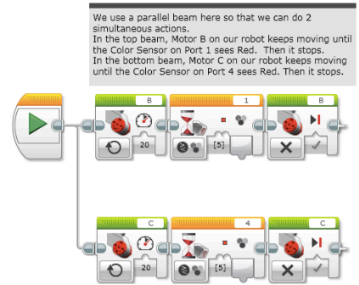 We use a parallel beam here so that we can do 2
simultaneous actions.
In the top beam, Motor B on our robot keeps moving until
the Color Sensor on Port 1 sees Red.  Then it stops.
In the bottom beam, Motor C on our robot keeps moving
until the Color Sensor on Port 4 sees Red. Then it stops.
B 1 B
20 [5]
C 4 C
20 [5]